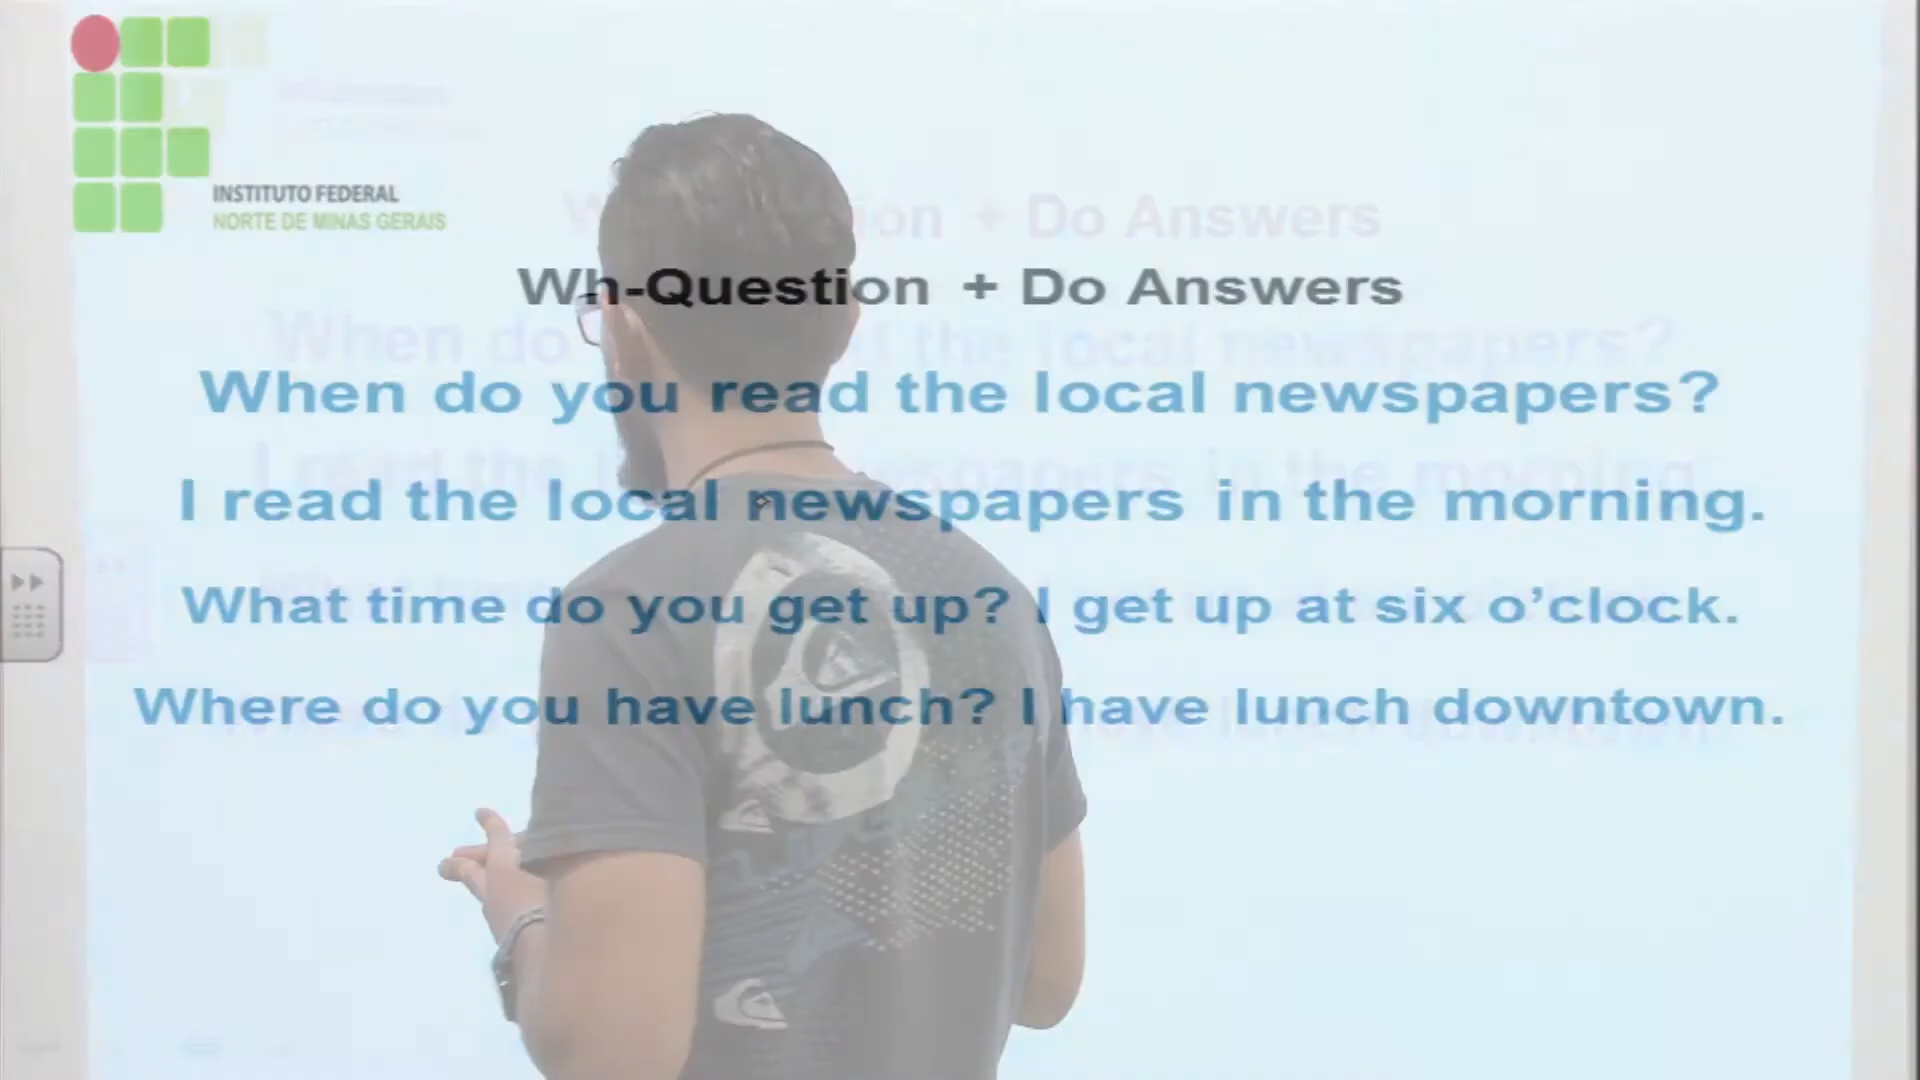 INSTITUTO FEDERAL
NORTE DE MINAS GERAIS
Wh-Question + Do Answers
When do you read the local newspapers?
I read the local newspapers in the morning.
What time do you get up? I get up at six o’clock.
Where do you have lunch? I have lunch downtown.